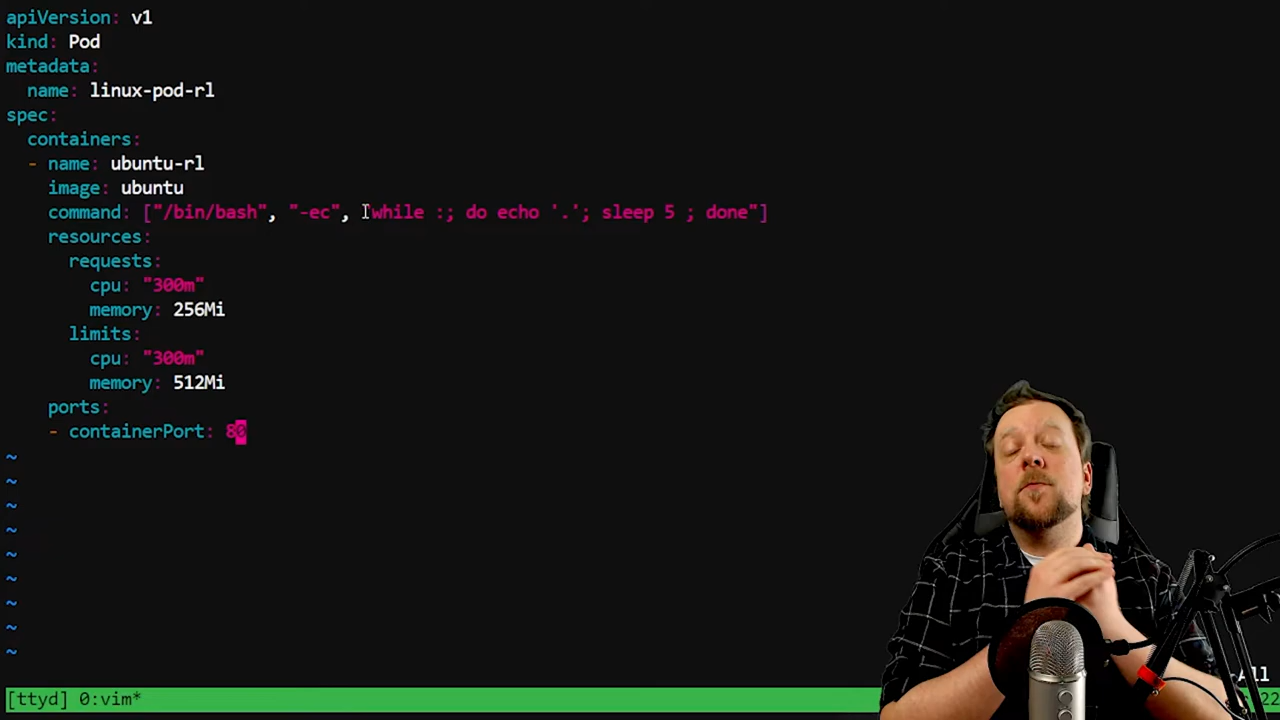 apiVersion: v1
kind: Pod
metadata:
  name: linux-pod-rl
spec:
  containers:
  - name: ubuntu-rl
    image: ubuntu
    command: ["/bin/bash", "-ec", "while :; do echo '.'; sleep 5 ; done"]
    resources:
      requests:
        cpu: "300m"
        memory: 256Mi
      limits:
        cpu: "300m"
        memory: 512Mi
    ports:
    - containerPort: 80
~
~
~
~
~
~
~
~
~
All
[ttyd] 0:vim*